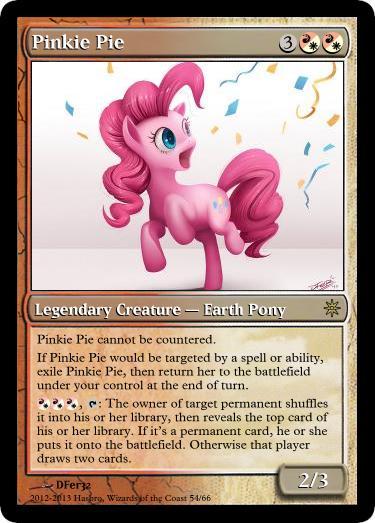 Pinkie Pie 3
Legendary Creature — Earth Pony
Pinkie Pie cannot be countered.
If Pinkie Pie would be targeted by a spell or ability,
exile Pinkie Pie, then return her to the battlefield
under your control at the end of turn.
: The owner of target permanent shuffles
it into his or her library, then reveals the top card
of his or her library. If it's a permanent card, he or she
puts it onto the battlefield. Otherwise that player
draws two cards.
2/3
DFer32
2012-2013 Hasbro, Wizards of the Coast 54/66